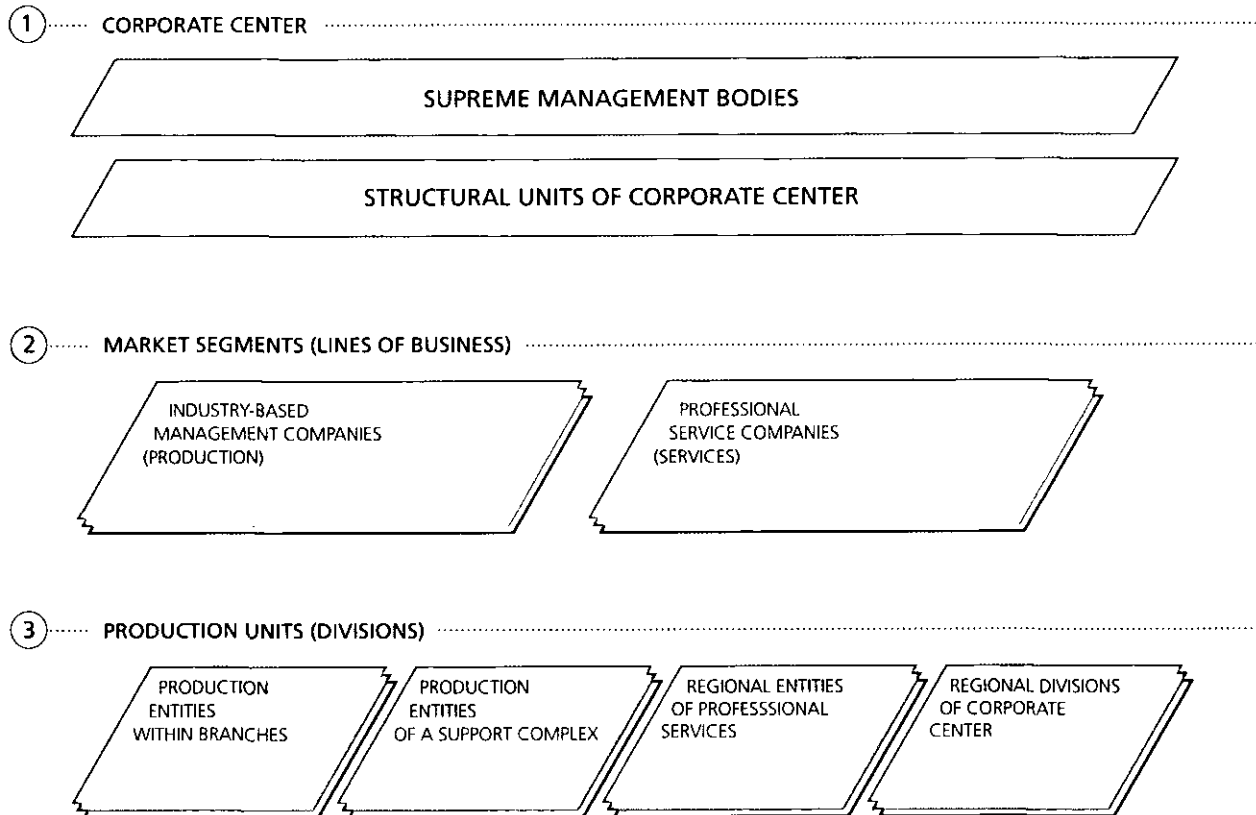 1 CORPORATE CENTER
SUPREME MANAGEMENT BODIES
STRUCTURAL UNITS OF CORPORATE CENTER
2 MARKET SEGMENTS (LINES OF BUSINESS)
INDUSTRY-BASED
MANAGEMENT COMPANIES
(PRODUCTION)
PROFESSIONAL
SERVICE COMPANIES
(SERVICES)
3 PRODUCTION UNITS (DIVISIONS)
PRODUCTION
ENTITIES
WITHIN BRANCHES
PRODUCTION
ENTITIES
OF A SUPPORT COMPLEX
REGIONAL ENTITIES
OF PROFESSSIONAL
SERVICES
REGIONAL DIVISIONS
OF CORPORATE
CENTER